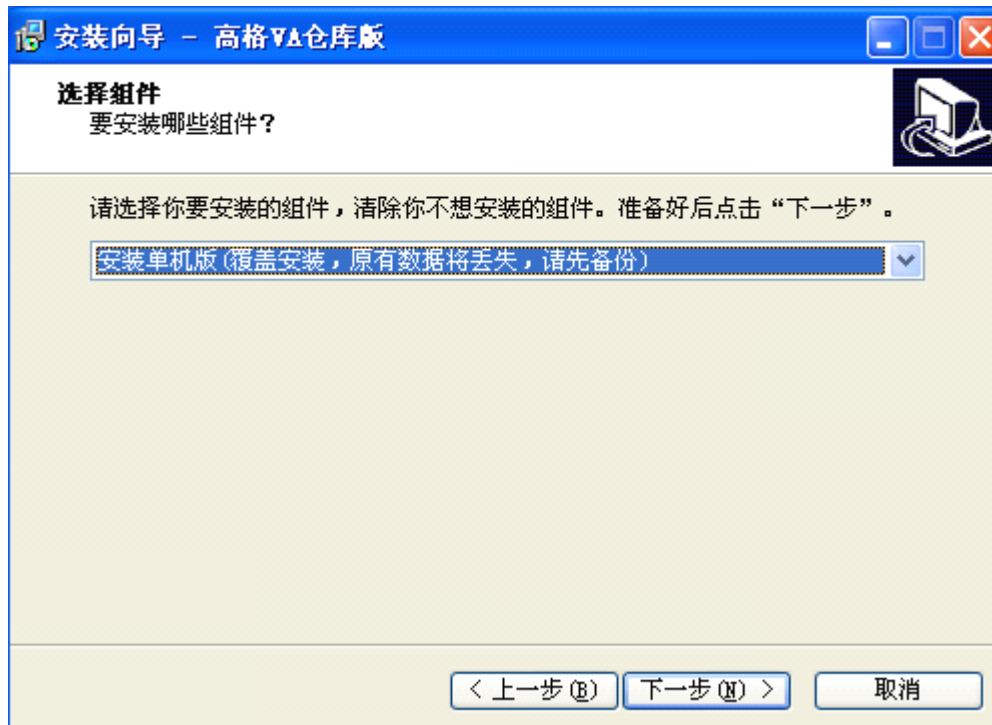 安装向导 - 高格VA仓库版
选择组件
要安装哪些组件?
请选择你要安装的组件,清除你不想安装的组件。准备好后点击“下一步”。
安装单机版(覆盖安装,原有数据将丢失,请先备份)
< 上一步(B)
下一步(N) >
取消